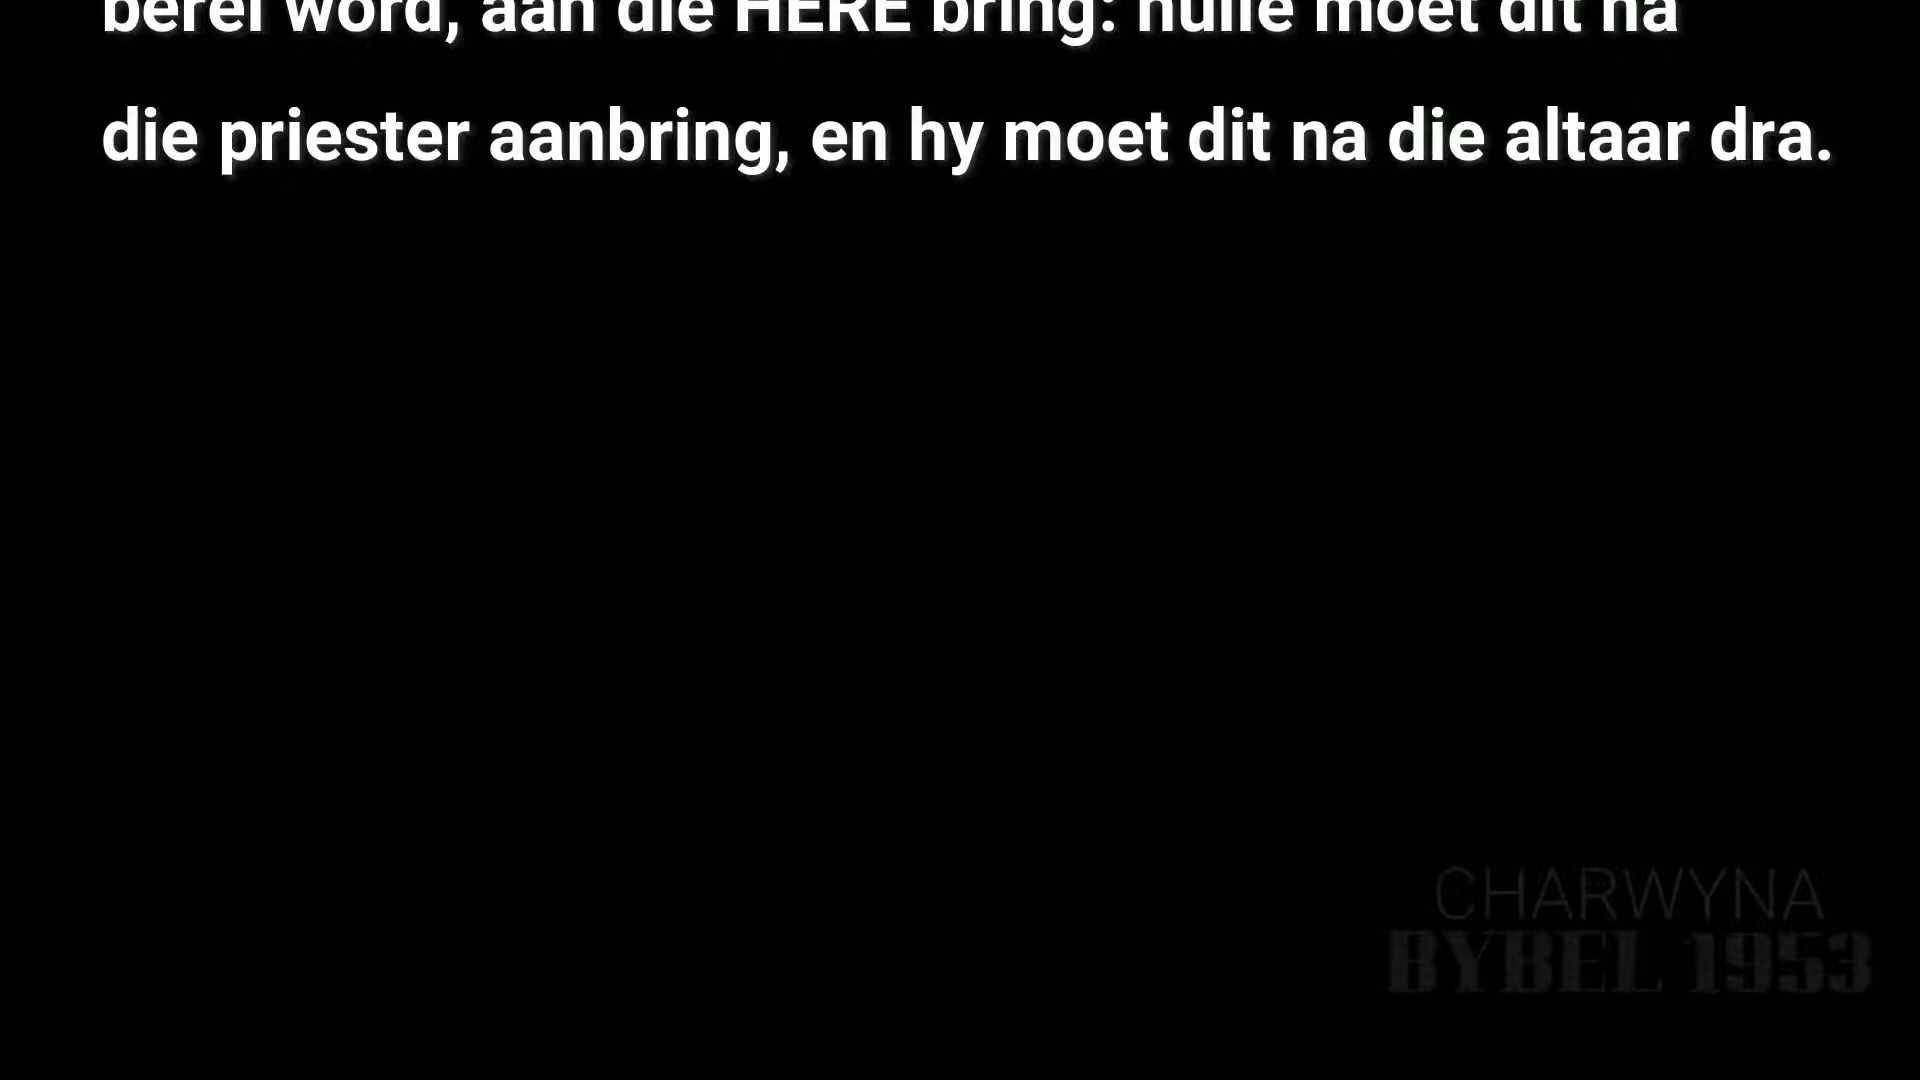 berei word, aan die HERE bring: hulle moet dit na
die priester aanbring, en hy moet dit na die altaar dra.
CHARWYNA
BYBEL 1953